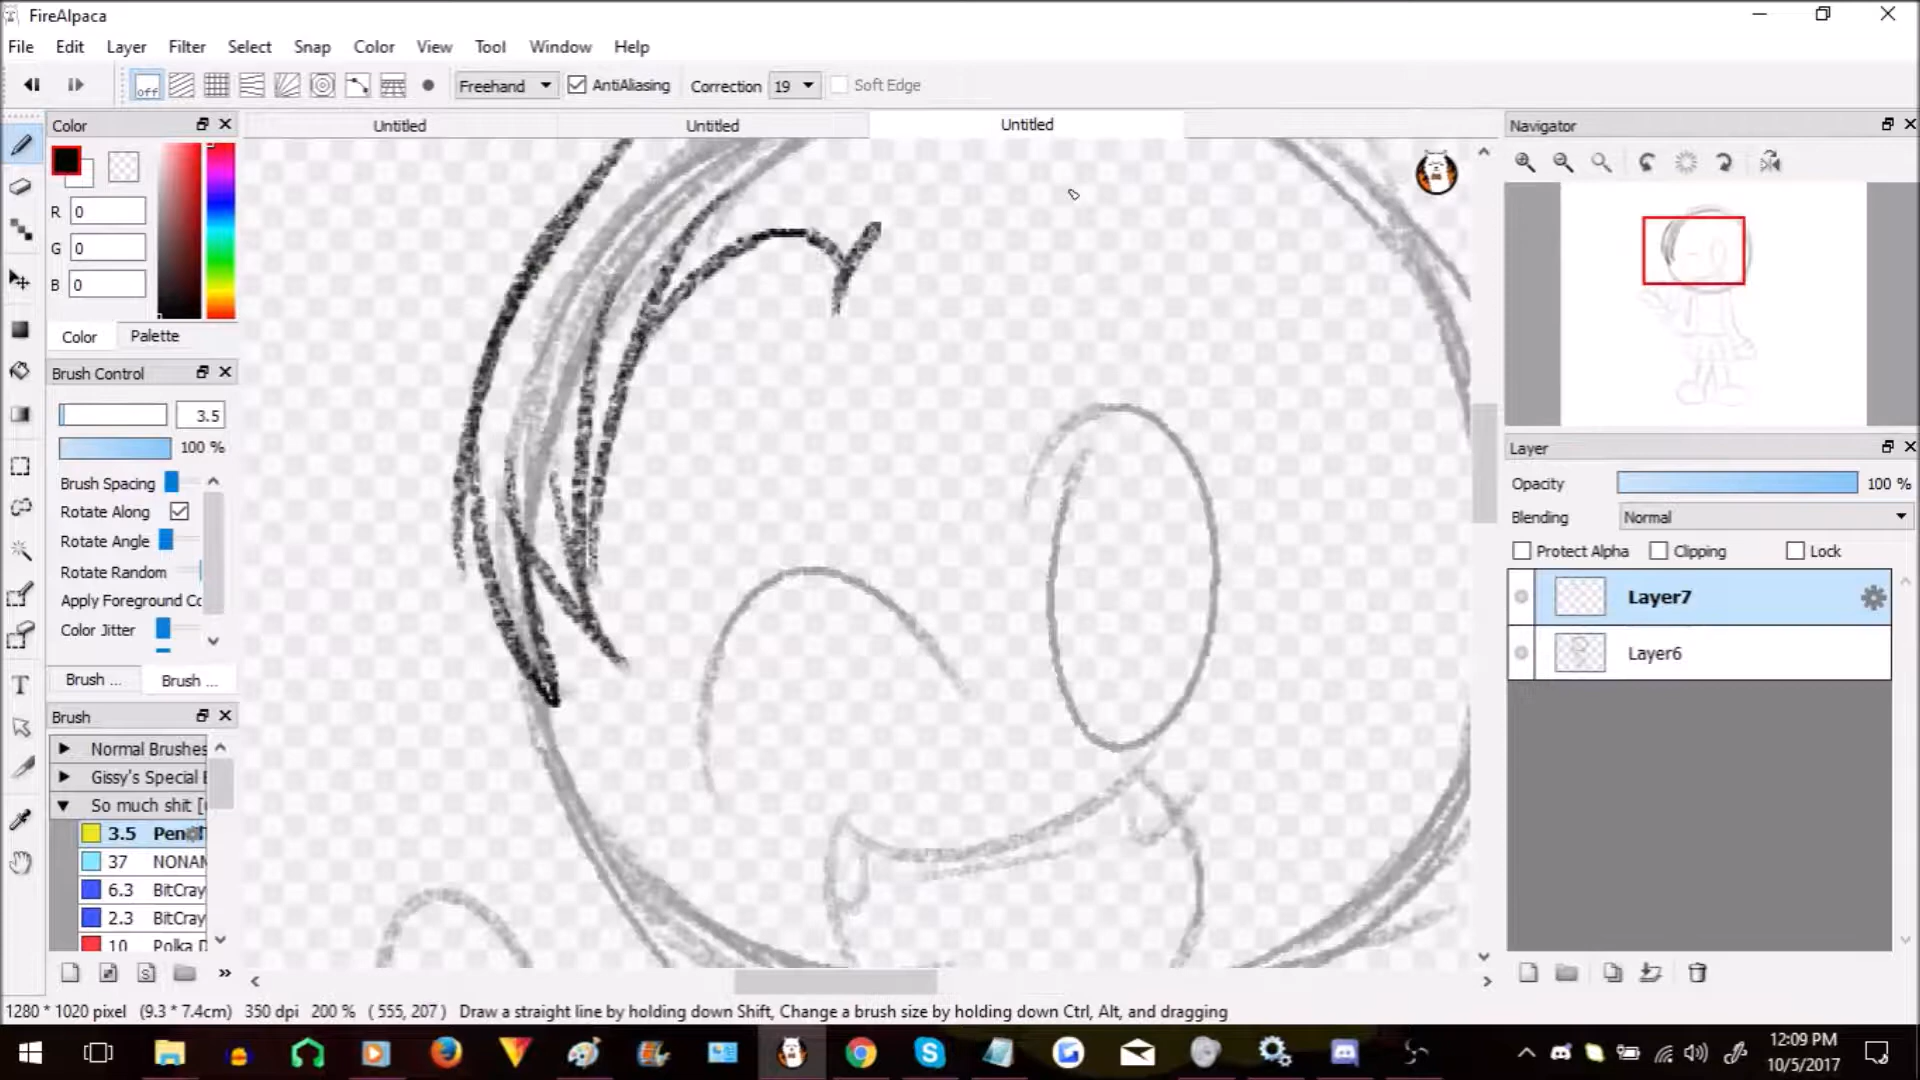 FireAlpaca
File Edit Layer Filter Select Snap Color View Tool Window Help
off Freehand AntiAliasing Correction 19 Soft Edge
Color
Untitled Untitled Untitled
Navigator
R 0
G 0
B 0
Color Palette
Brush Control
3.5
100 %
Brush Spacing
Rotate Along
Rotate Angle
Rotate Random
Apply Foreground Co
Color Jitter
Brush ... Brush ...
Brush
Normal Brushes
Gissy's Special
So much shit
3.5
37 NONAM
6.3 BitCray
2.3 BitCray
10 Polka D
Layer
Opacity 100 %
Blending Normal
Protect Alpha Clipping Lock
Layer7
Layer6
1280 * 1020 pixel (9.3 * 7.4cm) 350 dpi 200 % ( 555, 207 ) Draw a straight line by holding down Shift, Change a brush size by holding down Ctrl, Alt, and dragging
12:09 PM
10/5/2017